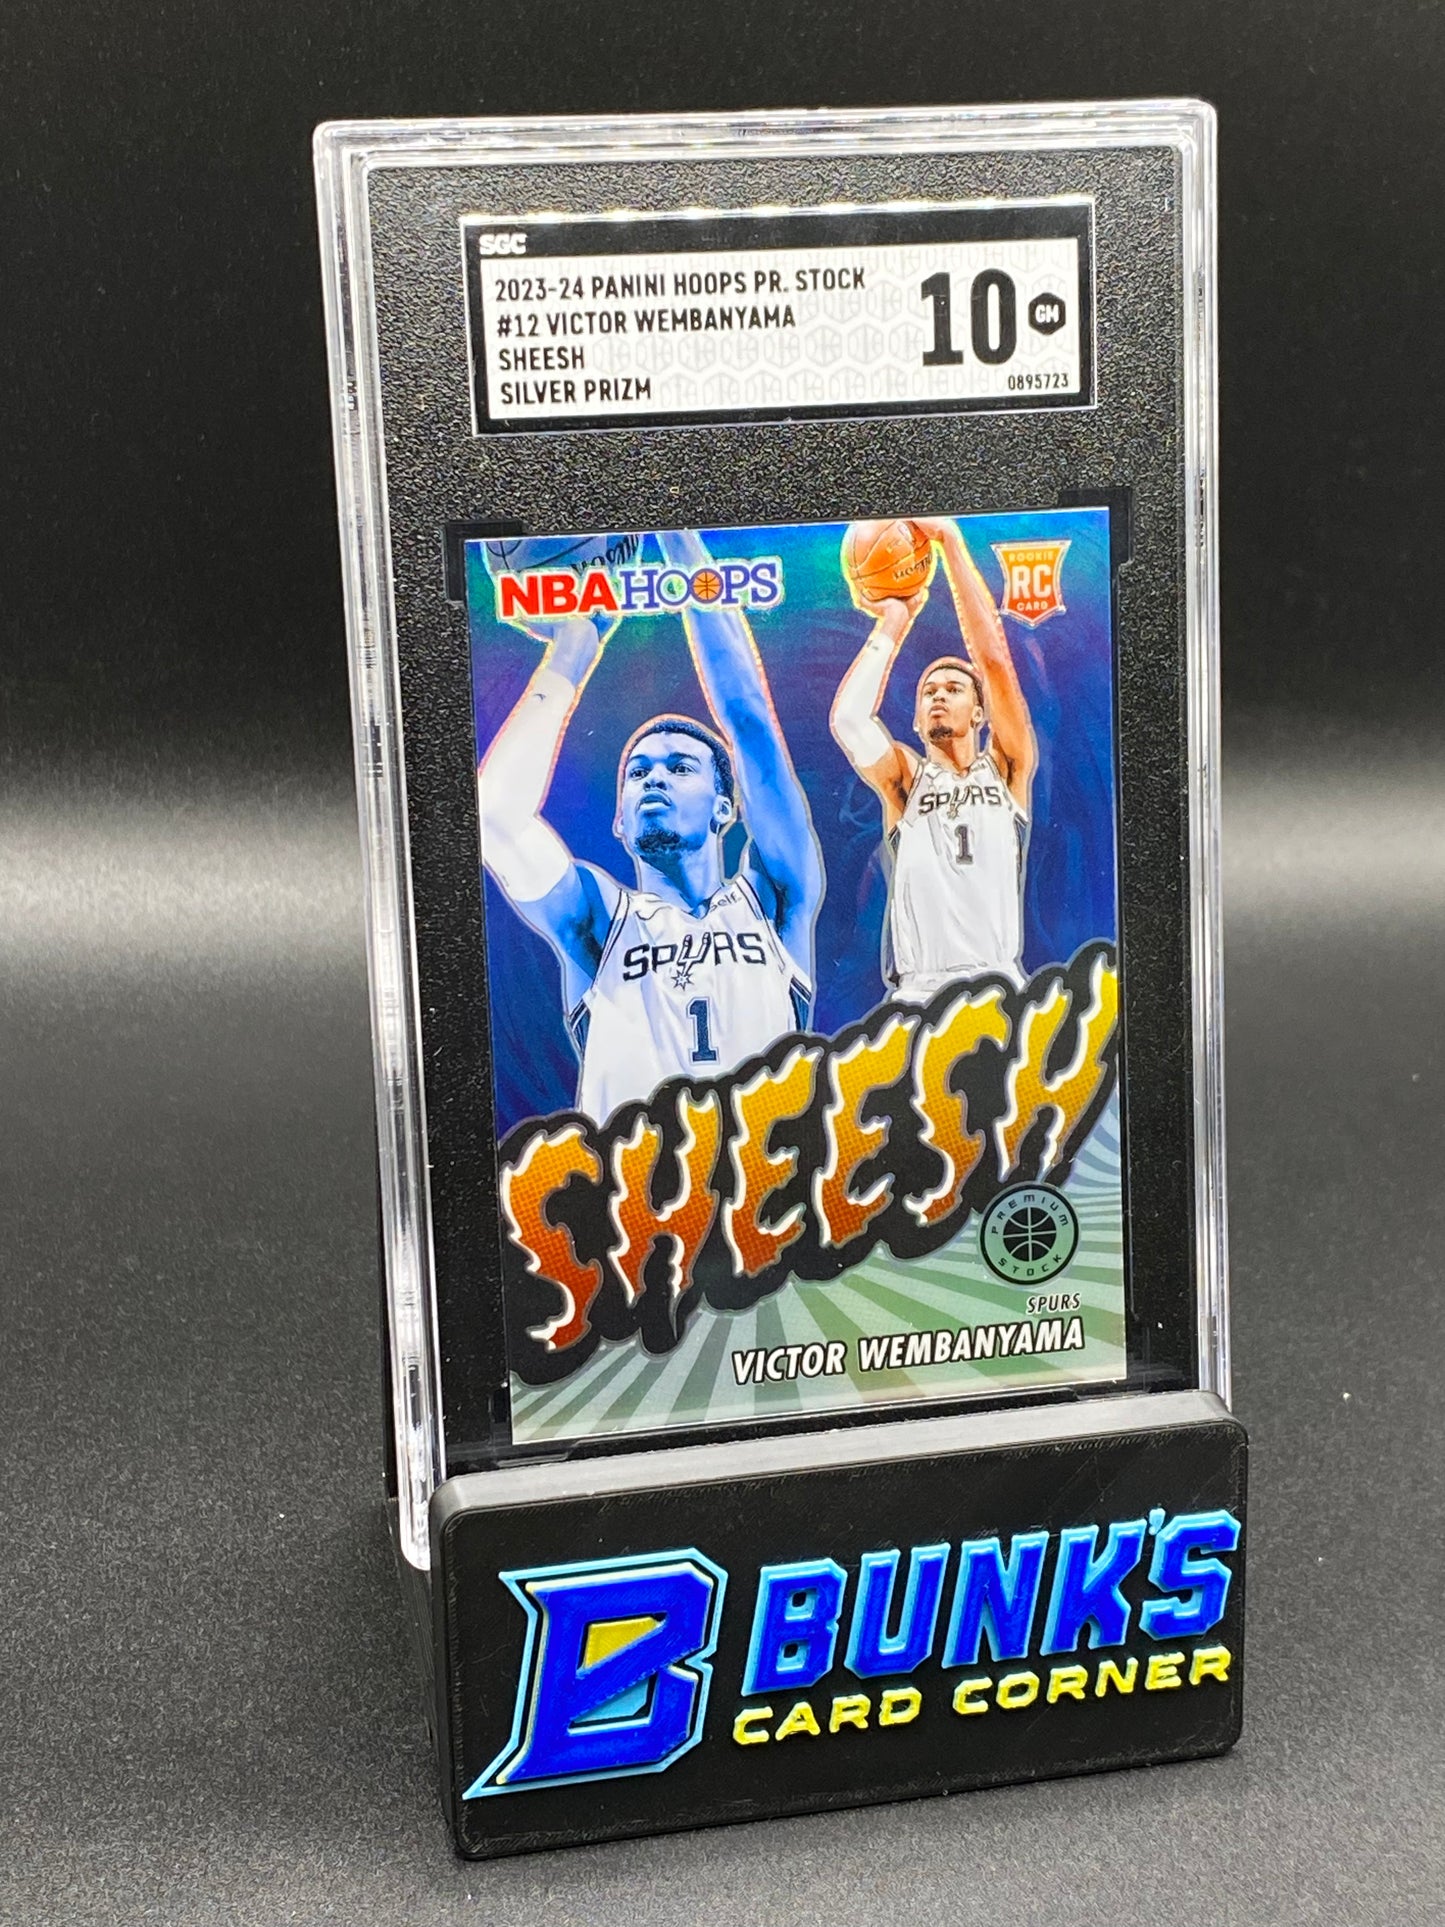 SGC
2023-24 PANINI HOOPS PR. STOCK
#12 VICTOR WEMBANYAMA
SHEESH
SILVER PRIZM
10 GM
0895723
NBA HOOPS
ROOKIE
RC
CARD
SPURS
1
SPURS
1
SHEESH
PREMIUM
STOCK
SPURS
VICTOR WEMBANYAMA
B BUNK'S
CARD CORNER